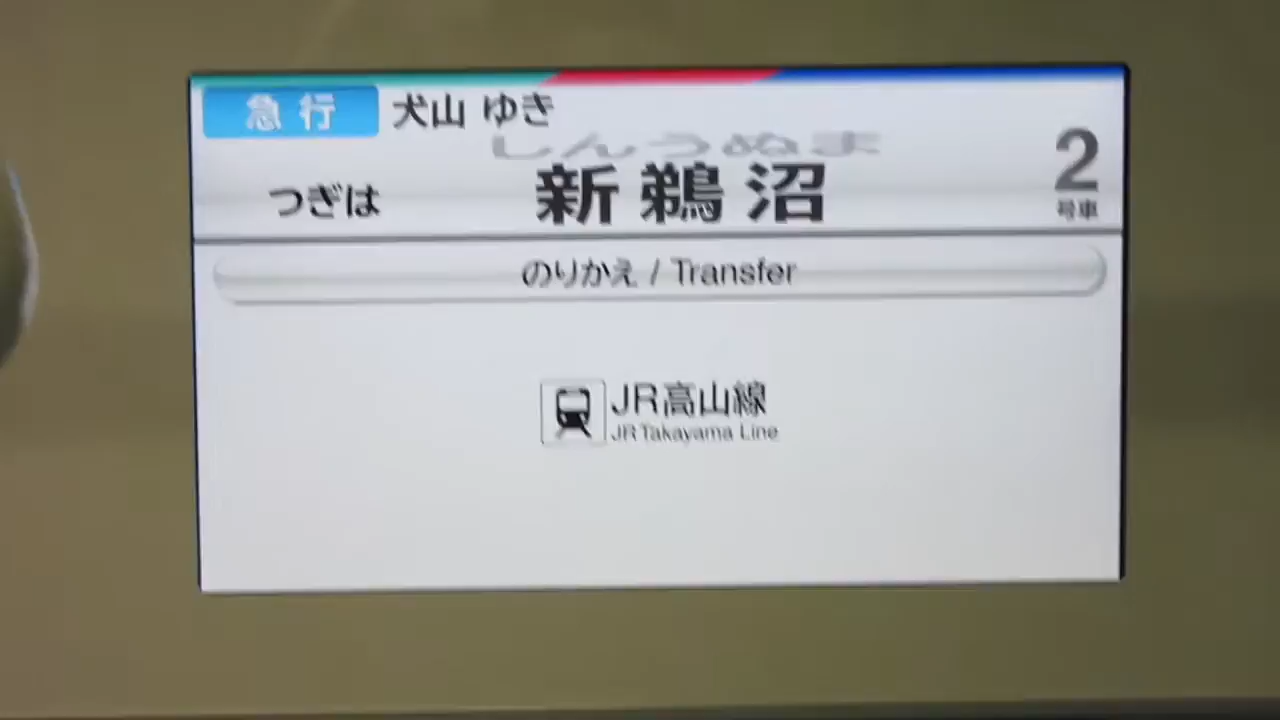 急行 犬山 ゆき
しんうぬま
つぎは 新鵜沼
2
号車
のりかえ / Transfer
JR高山線
JR Takayama Line